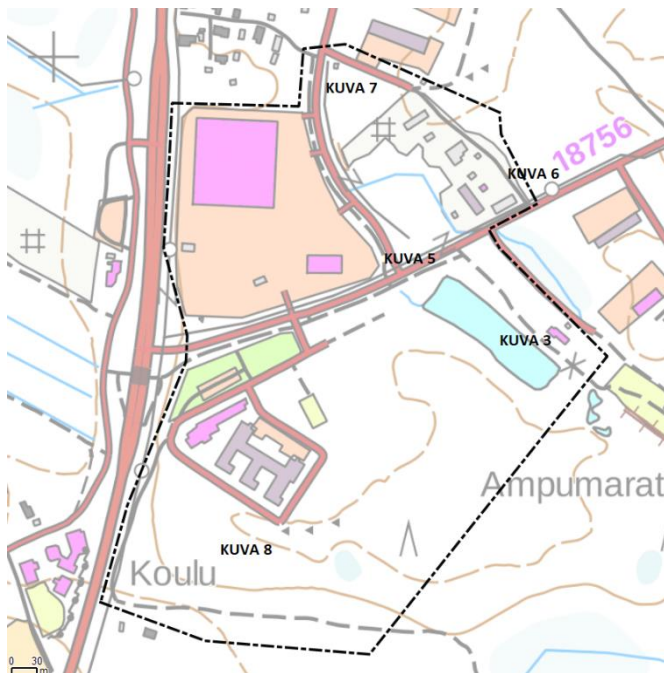 KUVA 7
18756
KUVA 6
KUVA 5
KUVA 3
Ampumarat
KUVA 8
Koulu
0 30
m